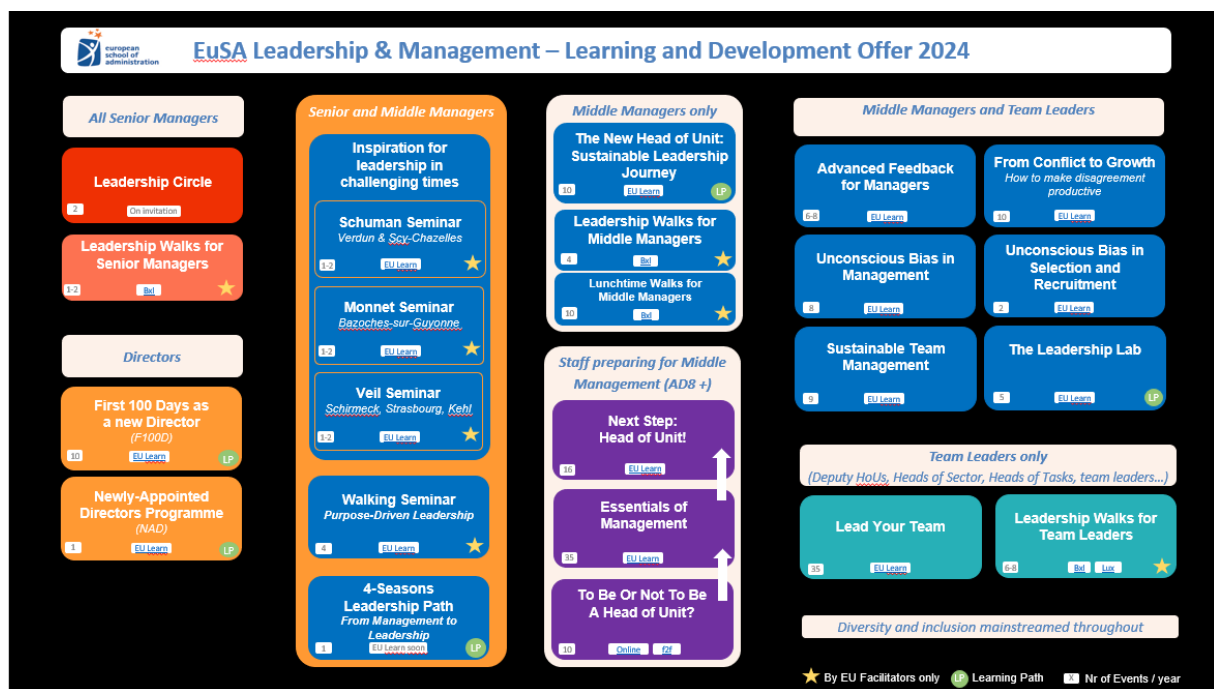 european
school of
administration
EuSA Leadership & Management – Learning and Development Offer 2024
All Senior Managers
Leadership Circle
2
On invitation
Leadership Walks for
Senior Managers
1-2
Bxl
Directors
First 100 Days as
a new Director
(F100D)
10
EU Learn
LP
Newly-Appointed
Directors Programme
(NAD)
1
EU Learn
LP
Senior and Middle Managers
Inspiration for
leadership in
challenging times
Schuman Seminar
Verdun & Scy-Chazelles
1-2
EU Learn
Monnet Seminar
Bazoches-sur-Guyonne
1-2
EU Learn
Veil Seminar
Schirmeck, Strasbourg, Kehl
1-2
EU Learn
Walking Seminar
Purpose-Driven Leadership
4
EU Learn
4-Seasons
Leadership Path
From Management to
Leadership
1
EU Learn soon
LP
Middle Managers only
The New Head of Unit:
Sustainable Leadership
Journey
10
EU Learn
LP
Leadership Walks for
Middle Managers
4
Bxl
Lunchtime Walks for
Middle Managers
10
Bxl
Staff preparing for Middle
Management (AD8 +)
Next Step:
Head of Unit!
16
EU Learn
Essentials of
Management
35
EU Learn
To Be Or Not To Be
A Head of Unit?
10
Online
f2f
Middle Managers and Team Leaders
Advanced Feedback
for Managers
6-8
EU Learn
From Conflict to Growth
How to make disagreement
productive
10
EU Learn
Unconscious Bias in
Management
8
EU Learn
Unconscious Bias in
Selection and
Recruitment
2
EU Learn
Sustainable Team
Management
9
EU Learn
The Leadership Lab
5
EU Learn
LP
Team Leaders only
(Deputy HoUs, Heads of Sector, Heads of Tasks, team leaders…)
Lead Your Team
35
EU Learn
Leadership Walks for
Team Leaders
6-8
Bxl
Lux
Diversity and inclusion mainstreamed throughout
By EU Facilitators only
LP Learning Path
X Nr of Events / year